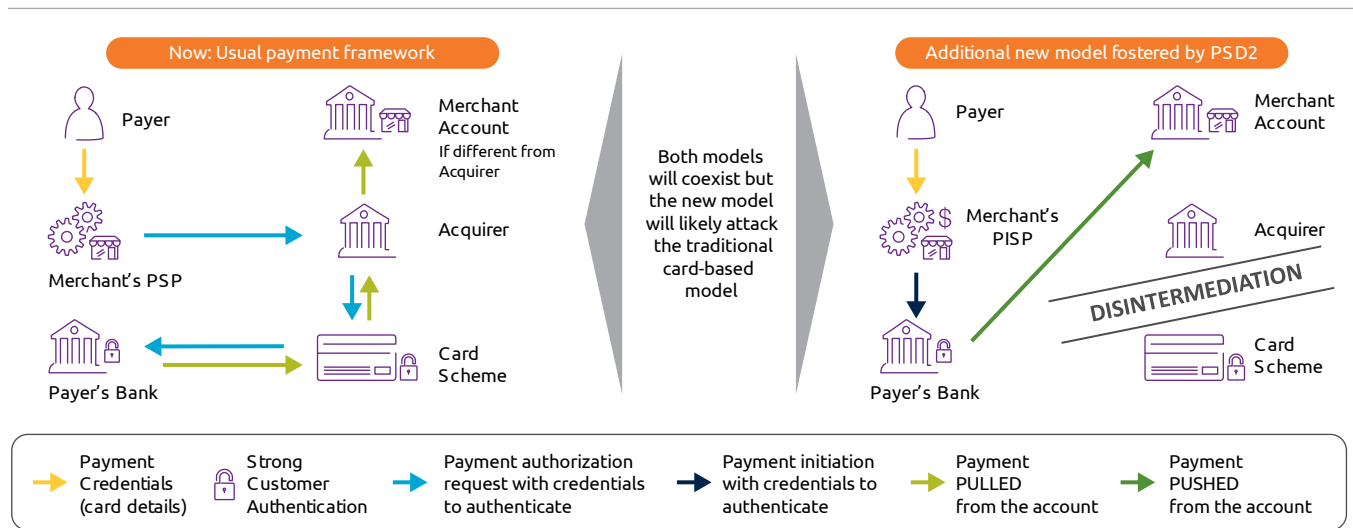 Now: Usual payment framework
Payer
Merchant
Account
If different from
Acquirer
Merchant's PSP
Acquirer
Payer's Bank
Card
Scheme
Both models
will coexist but
the new model
will likely attack
the traditional
card-based
model
Additional new model fostered by PSD2
Payer
Merchant
Account
$
Merchant's
PISP
Acquirer
DISINTERMEDIATION
Payer's Bank
Card
Scheme
Payment
Credentials
(card details)
Strong
Customer
Authentication
Payment authorization
request with credentials
to authenticate
Payment initiation
with credentials to
authenticate
Payment
PULLED
from the account
Payment
PUSHED
from the account